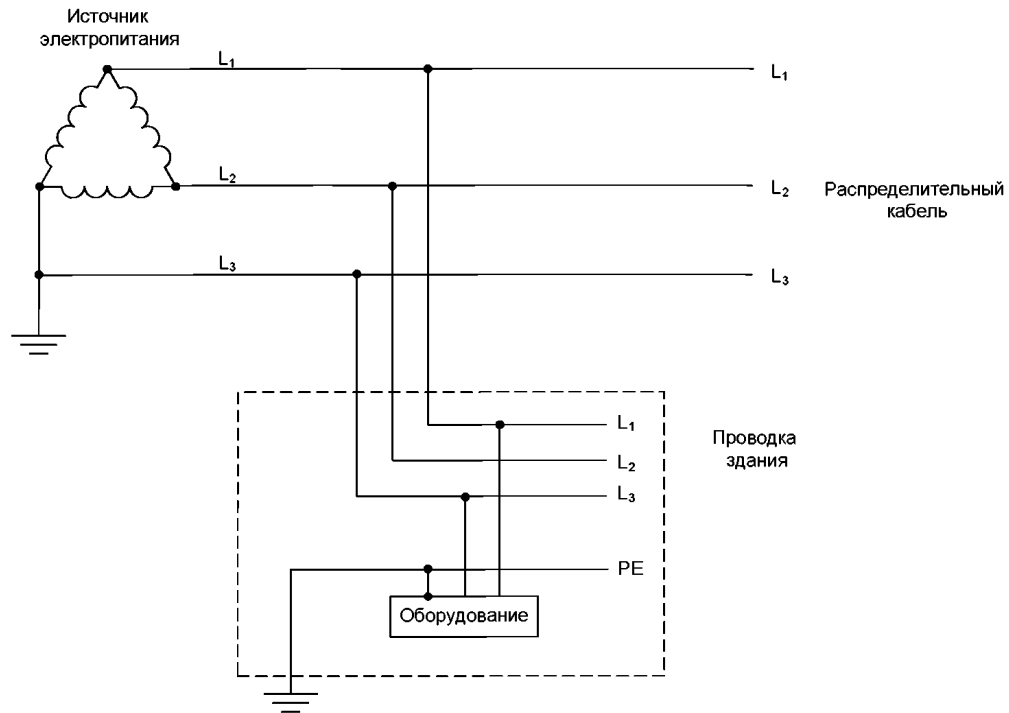 Источник
электропитания
L₁
L₁
L₂
L₂
Распределительный
кабель
L₃
L₃
L₁
Проводка
здания
L₂
L₃
PE
Оборудование